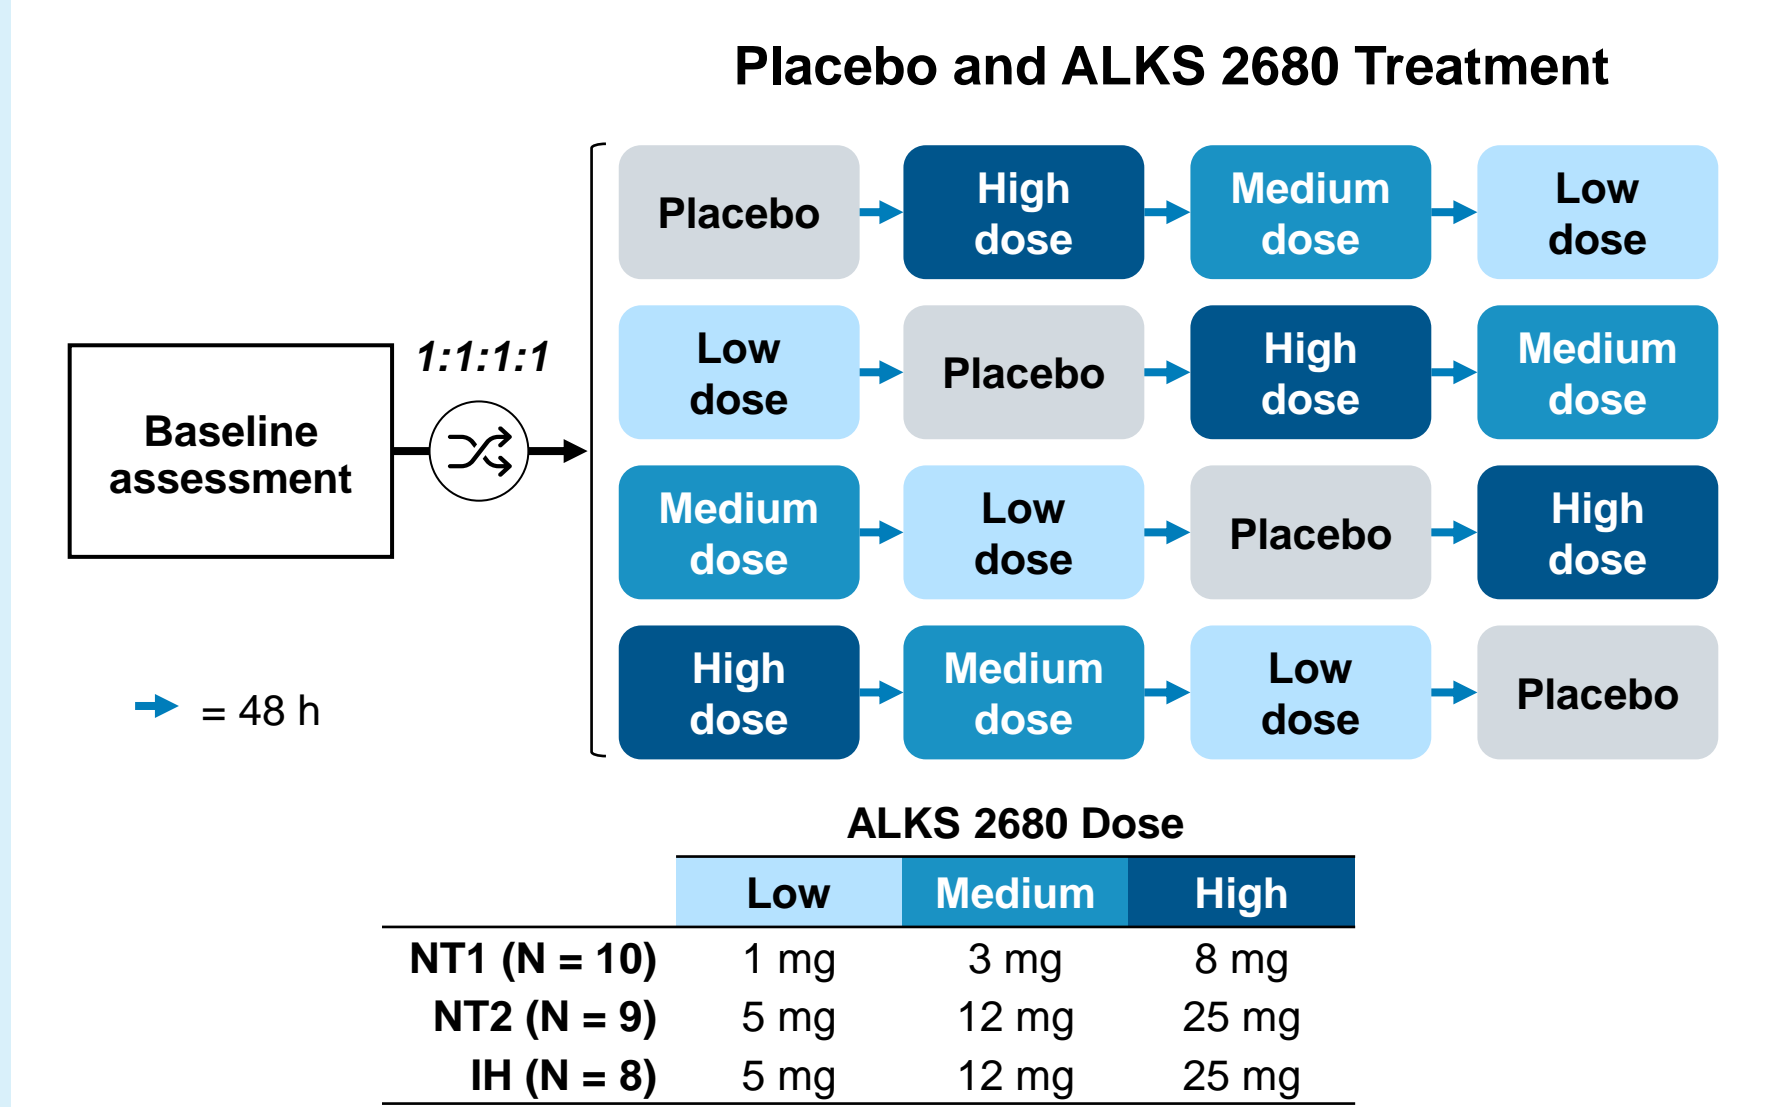 Placebo and ALKS 2680 Treatment
Placebo
High
dose
Medium
dose
Low
dose
1:1:1:1
Baseline
assessment
Low
dose
Placebo
High
dose
Medium
dose
Medium
dose
Low
dose
Placebo
High
dose
High
dose
Medium
dose
Low
dose
Placebo
= 48 h
ALKS 2680 Dose
Low Medium High
NT1 (N = 10) 1 mg 3 mg 8 mg
NT2 (N = 9) 5 mg 12 mg 25 mg
IH (N = 8) 5 mg 12 mg 25 mg